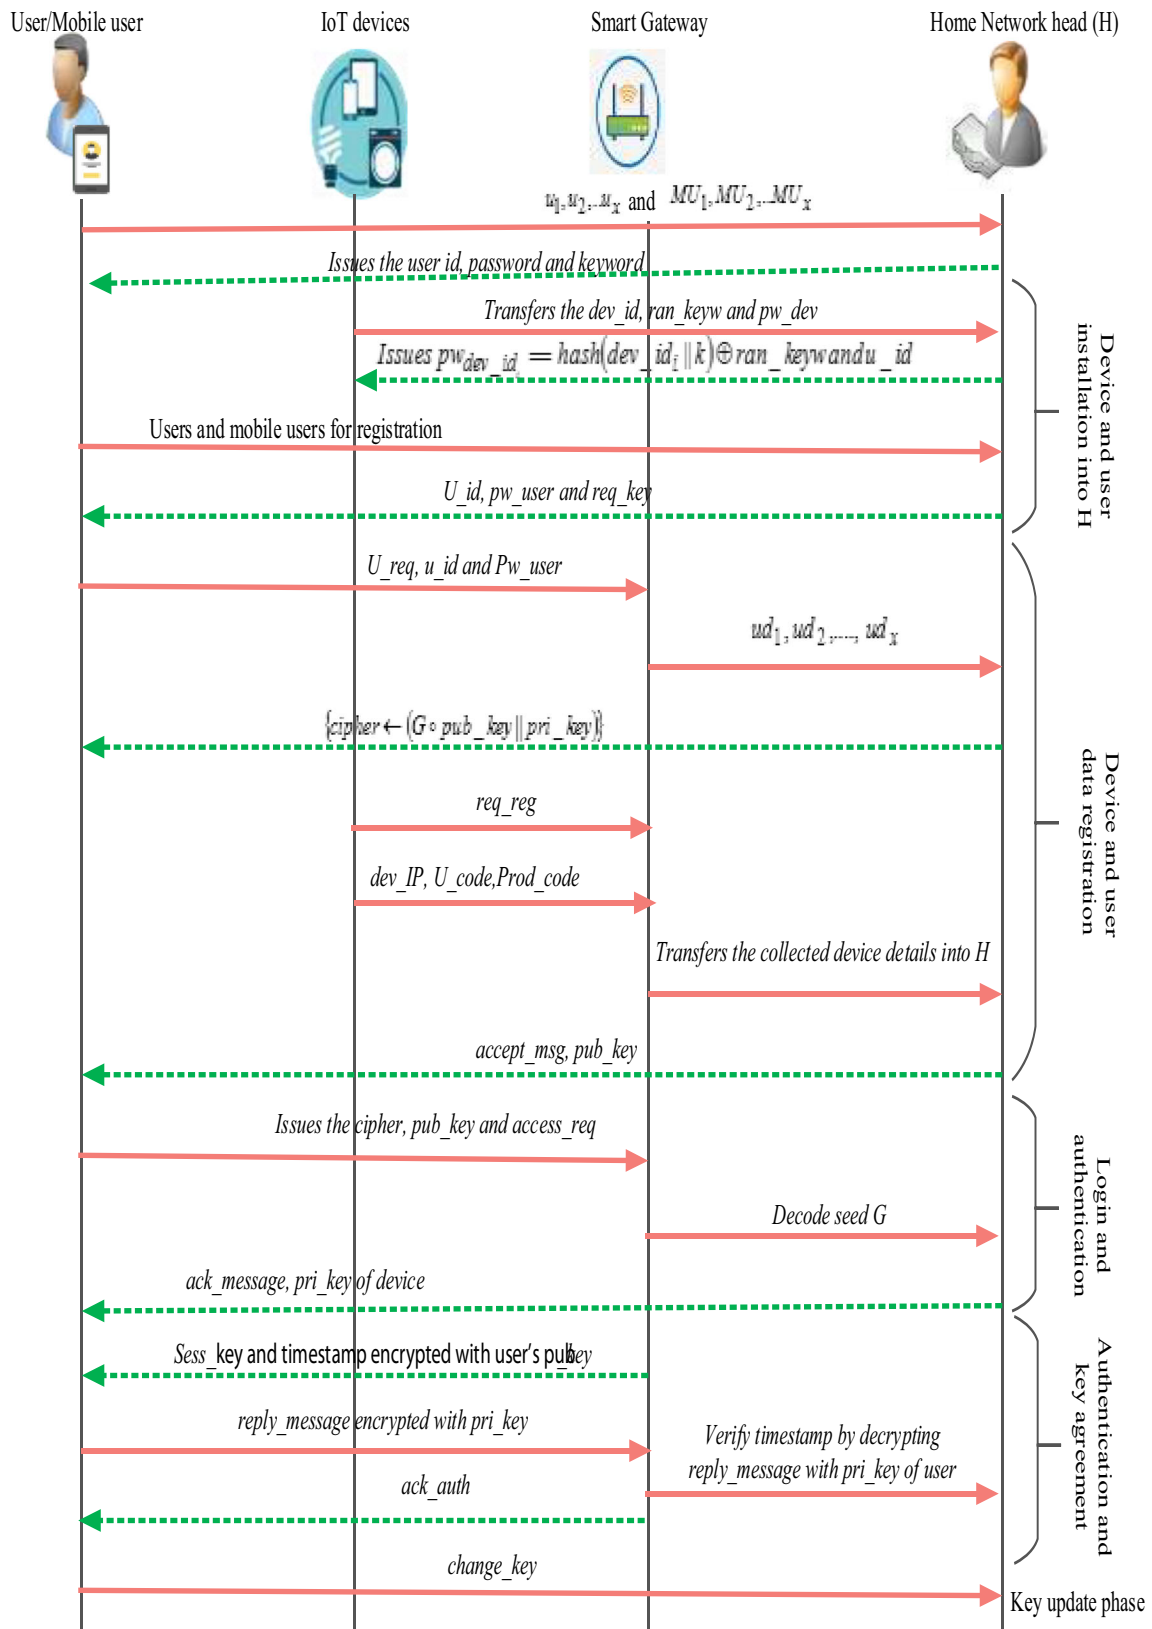 User/Mobile user
IoT devices
Smart Gateway
Home Network head (H)
u₁,u₂,..uₓ and MU₁,MU₂,..MUₓ
Issues the user id, password and keyword
Transfers the dev_id, ran_keyw and pw_dev
Issues pw_dev_id_i = hash(dev_id_i || k)⊕ran_keywandu_id
Device and user
installation into H
Users and mobile users for registration
U_id, pw_user and req_key
U_req, u_id and Pw_user
ud₁,ud₂,...., udₓ
{cipher ← (G∘pub_key||pri_key)}
req_reg
Device and user
data registration
dev_IP, U_code,Prod_code
Transfers the collected device details into H
accept_msg, pub_key
Issues the cipher, pub_key and access_req
Login and
authentication
Decode seed G
ack_message, pri_key of device
Sess_key and timestamp encrypted with user's pub_key
reply_message encrypted with pri_key
Verify timestamp by decrypting
reply_message with pri_key of user
Authentication and
key agreement
ack_auth
change_key
Key update phase